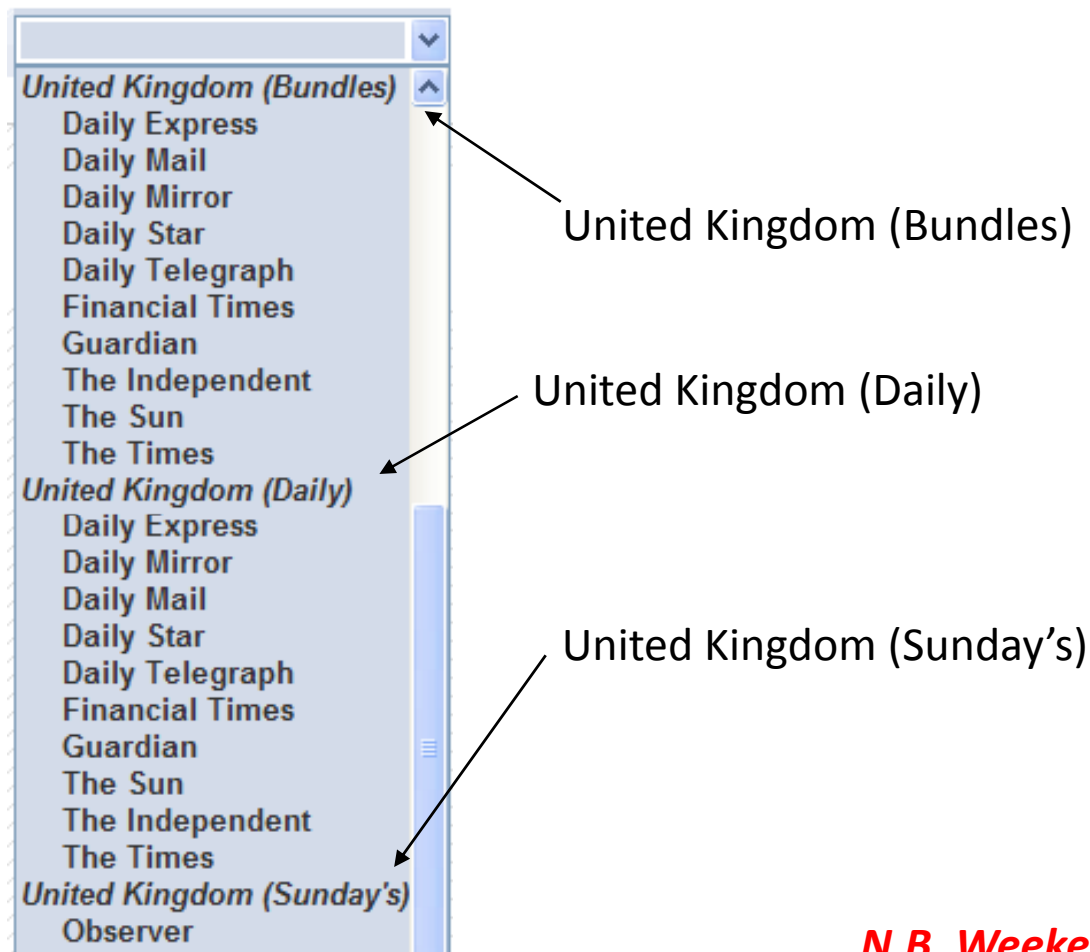 United Kingdom (Bundles)
Daily Express
Daily Mail
Daily Mirror
Daily Star
Daily Telegraph
Financial Times
Guardian
The Independent
The Sun
The Times
United Kingdom (Daily)
Daily Express
Daily Mirror
Daily Mail
Daily Star
Daily Telegraph
Financial Times
Guardian
The Sun
The Independent
The Times
United Kingdom (Sunday's)
Observer
United Kingdom (Bundles)
United Kingdom (Daily)
United Kingdom (Sunday’s)
N.B. Weeke